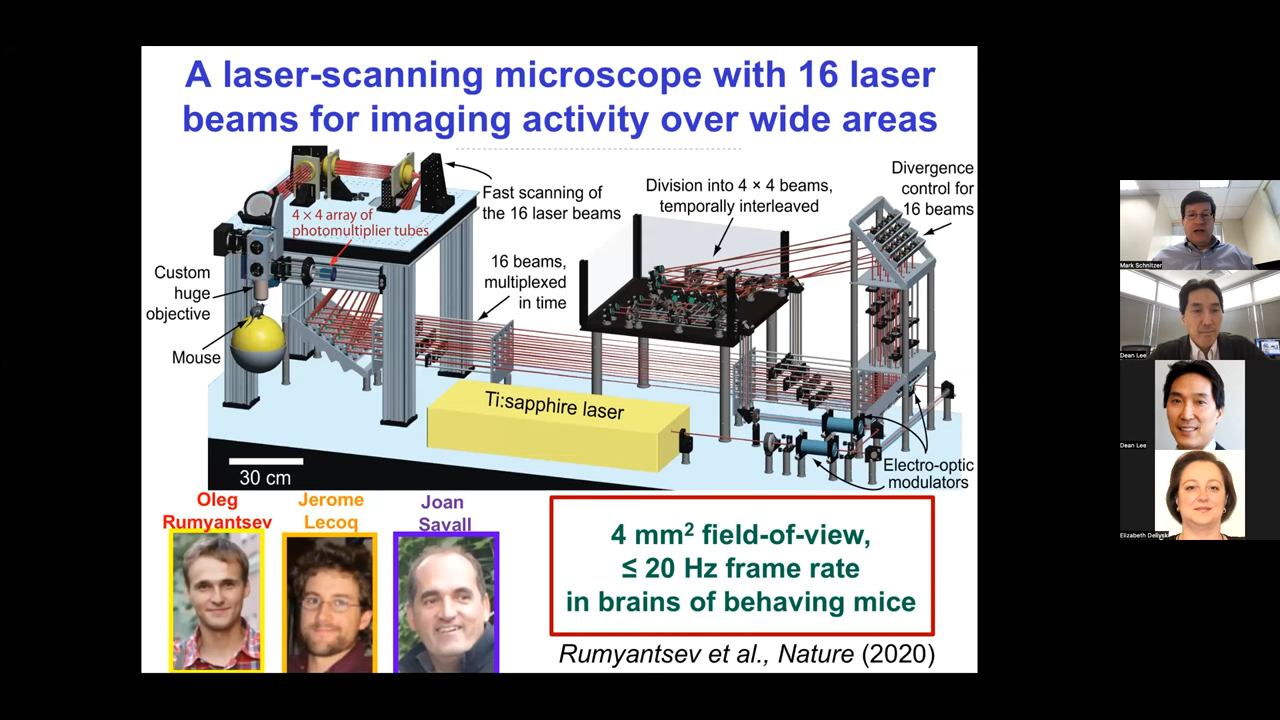 A laser-scanning microscope with 16 laser
beams for imaging activity over wide areas
Fast scanning of
the 16 laser beams
4 × 4 array of
photomultiplier tubes
Division into 4 × 4 beams,
temporally interleaved
Divergence
control for
16 beams
Custom
huge
objective
16 beams,
multiplexed
in time
Mouse
Ti:sapphire laser
Electro-optic
modulators
30 cm
Oleg
Rumyantsev
Jerome
Lecoq
Joan
Savall
4 mm² field-of-view,
≤ 20 Hz frame rate
in brains of behaving mice
Rumyantsev et al., Nature (2020)
Mark Schnitzer
Dean Lee
Dean Lee
Elizabeth